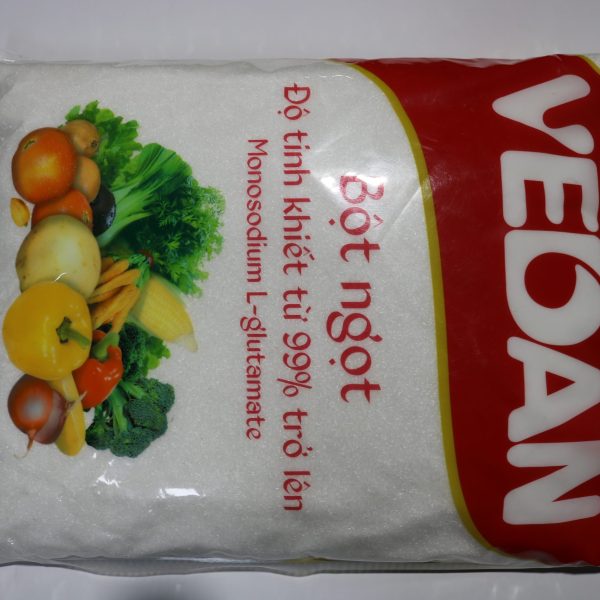 VEDAN
Bột ngọt
Độ tinh khiết từ 99% trở lên
Monosodium L-glutamate